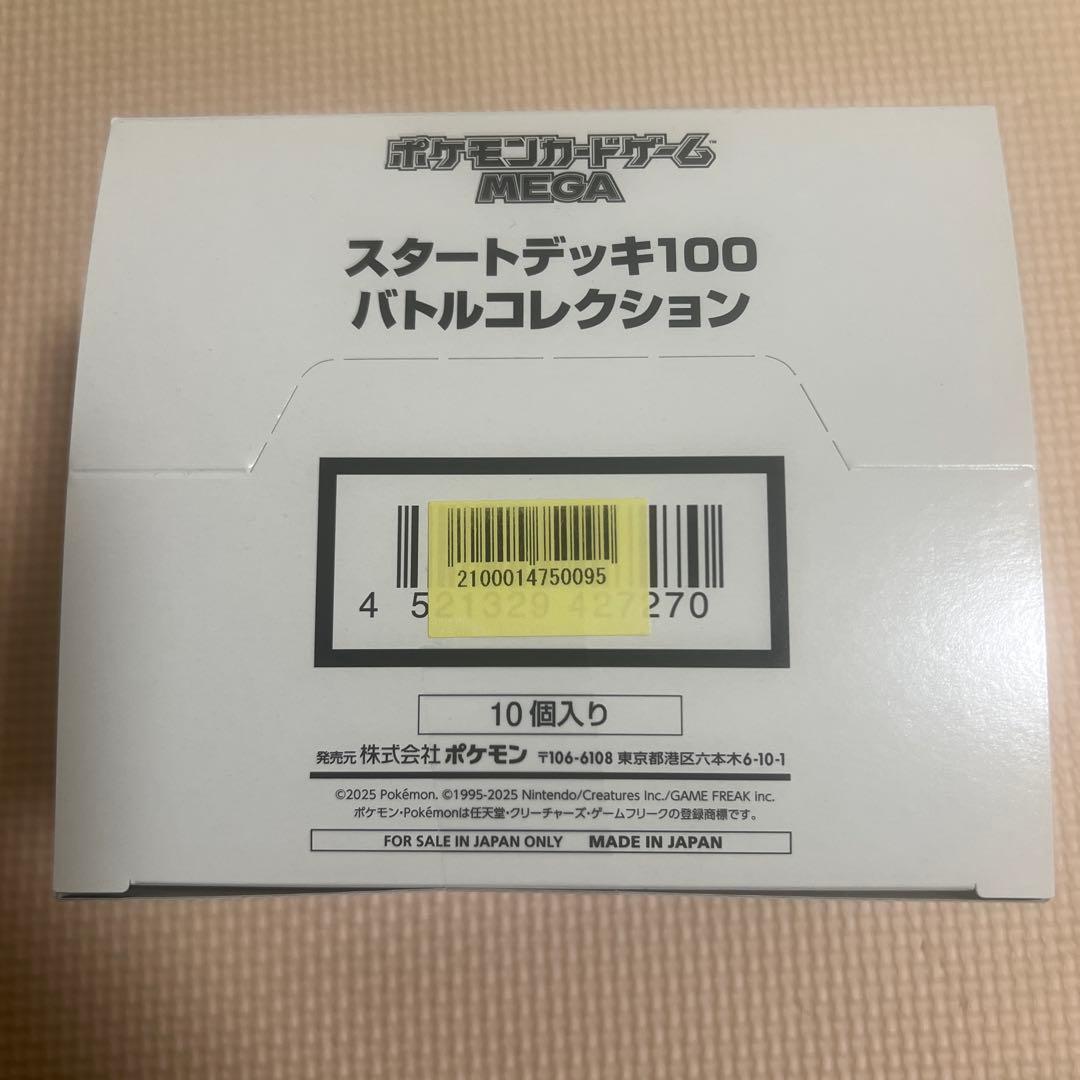 ポケモンカードゲーム™
MEGA
スタートデッキ100
バトルコレクション
2100014750095
4 521329 427270
10個入り
発売元 株式会社 ポケモン 〒106-6108 東京都港区六本木6-10-1
©2025 Pokémon. ©1995-2025 Nintendo/Creatures Inc./GAME FREAK inc.
ポケモン・Pokémonは任天堂・クリーチャーズ・ゲームフリークの登録商標です。
FOR SALE IN JAPAN ONLY MADE IN JAPAN